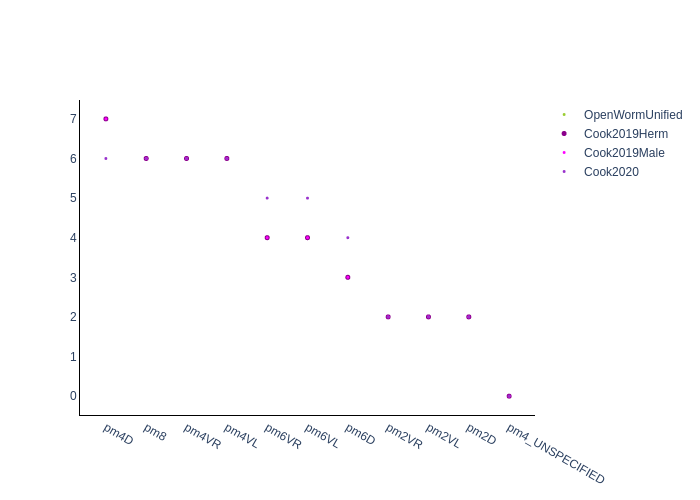 7
6
5
4
3
2
1
0
pm4D
pm8
pm4VR
pm4VL
pm6VR
pm6VL
pm6D
pm2VR
pm2VL
pm2D
pm4_UNSPECIFIED
OpenWormUnified
Cook2019Herm
Cook2019Male
Cook2020